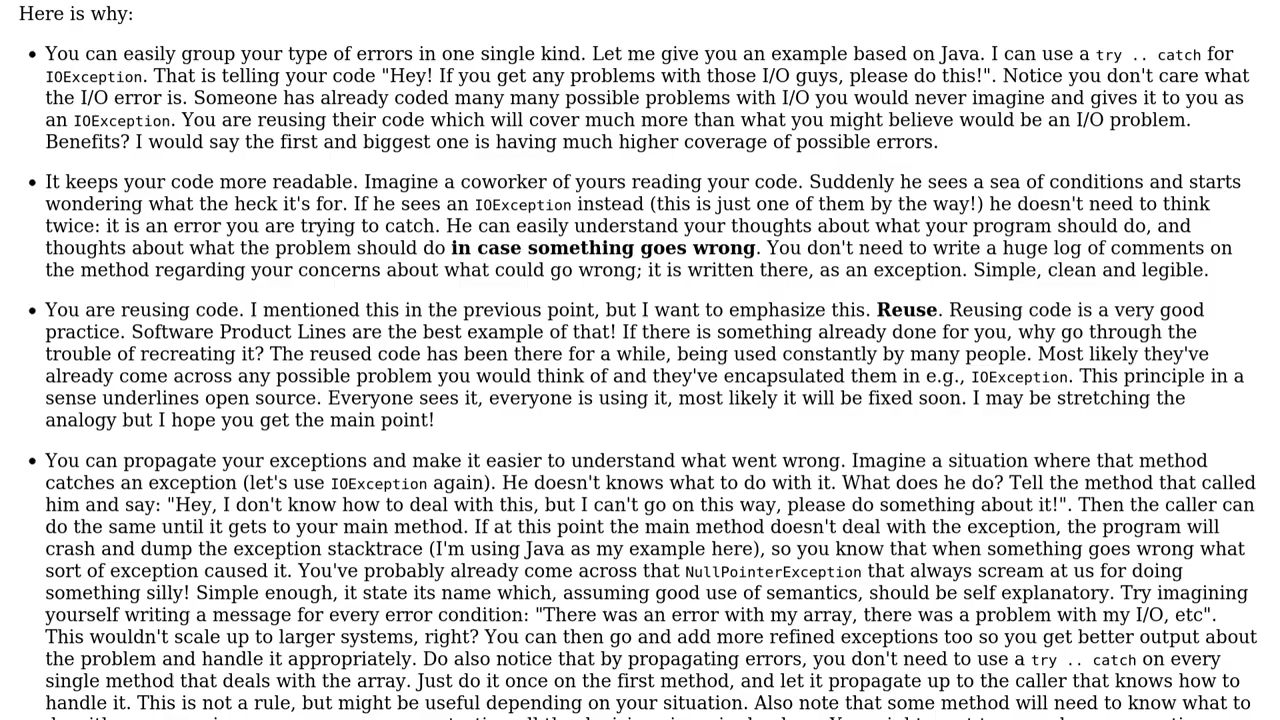 Here is why:
• You can easily group your type of errors in one single kind. Let me give you an example based on Java. I can use a try .. catch for
IOException. That is telling your code "Hey! If you get any problems with those I/O guys, please do this!". Notice you don't care what
the I/O error is. Someone has already coded many many possible problems with I/O you would never imagine and gives it to you as
an IOException. You are reusing their code which will cover much more than what you might believe would be an I/O problem.
Benefits? I would say the first and biggest one is having much higher coverage of possible errors.
• It keeps your code more readable. Imagine a coworker of yours reading your code. Suddenly he sees a sea of conditions and starts
wondering what the heck it's for. If he sees an IOException instead (this is just one of them by the way!) he doesn't need to think
twice: it is an error you are trying to catch. He can easily understand your thoughts about what your program should do, and
thoughts about what the problem should do in case something goes wrong. You don't need to write a huge log of comments on
the method regarding your concerns about what could go wrong; it is written there, as an exception. Simple, clean and legible.
• You are reusing code. I mentioned this in the previous point, but I want to emphasize this. Reuse. Reusing code is a very good
practice. Software Product Lines are the best example of that! If there is something already done for you, why go through the
trouble of recreating it? The reused code has been there for a while, being used constantly by many people. Most likely they've
already come across any possible problem you would think of and they've encapsulated them in e.g., IOException. This principle in a
sense underlines open source. Everyone sees it, everyone is using it, most likely it will be fixed soon. I may be stretching the
analogy but I hope you get the main point!
• You can propagate your exceptions and make it easier to understand what went wrong. Imagine a situation where that method
catches an exception (let's use IOException again). He doesn't knows what to do with it. What does he do? Tell the method that called
him and say: "Hey, I don't know how to deal with this, but I can't go on this way, please do something about it!". Then the caller can
do the same until it gets to your main method. If at this point the main method doesn't deal with the exception, the program will
crash and dump the exception stacktrace (I'm using Java as my example here), so you know that when something goes wrong what
sort of exception caused it. You've probably already come across that NullPointerException that always scream at us for doing
something silly! Simple enough, it state its name which, assuming good use of semantics, should be self explanatory. Try imagining
yourself writing a message for every error condition: "There was an error with my array, there was a problem with my I/O, etc".
This wouldn't scale up to larger systems, right? You can then go and add more refined exceptions too so you get better output about
the problem and handle it appropriately. Do also notice that by propagating errors, you don't need to use a try .. catch on every
single method that deals with the array. Just do it once on the first method, and let it propagate up to the caller that knows how to
handle it. This is not a rule, but might be useful depending on your situation. Also note that some method will need to know what to